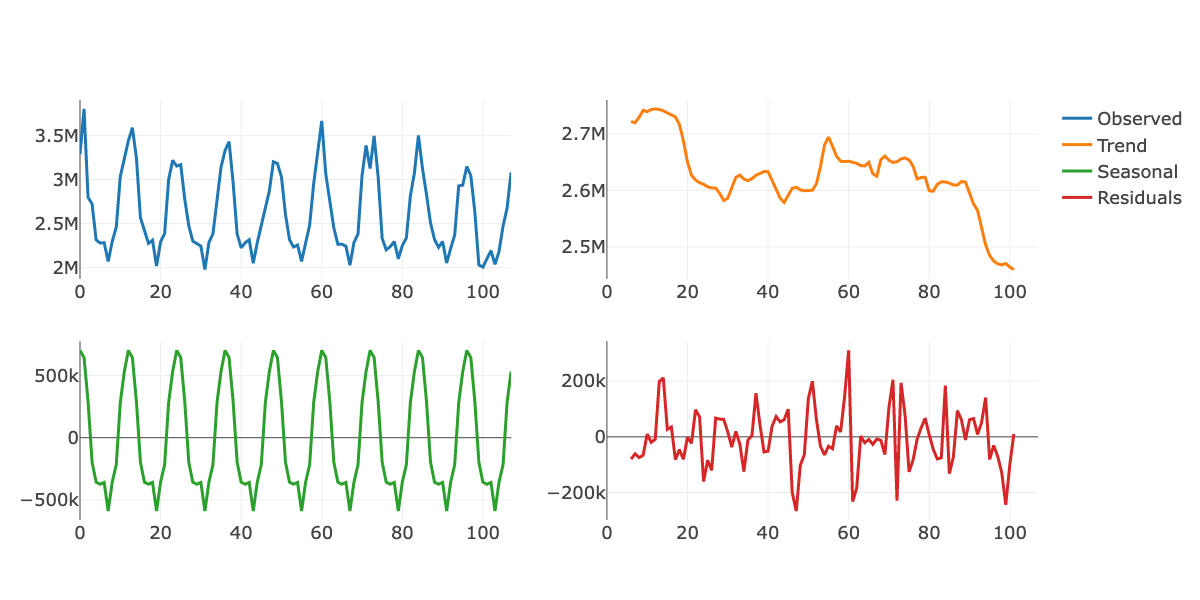 3.5M
3M
2.5M
2M
0 20 40 60 80 100
2.7M
2.6M
2.5M
0 20 40 60 80 100
Observed
Trend
Seasonal
Residuals
500k
0
−500k
0 20 40 60 80 100
200k
0
−200k
0 20 40 60 80 100